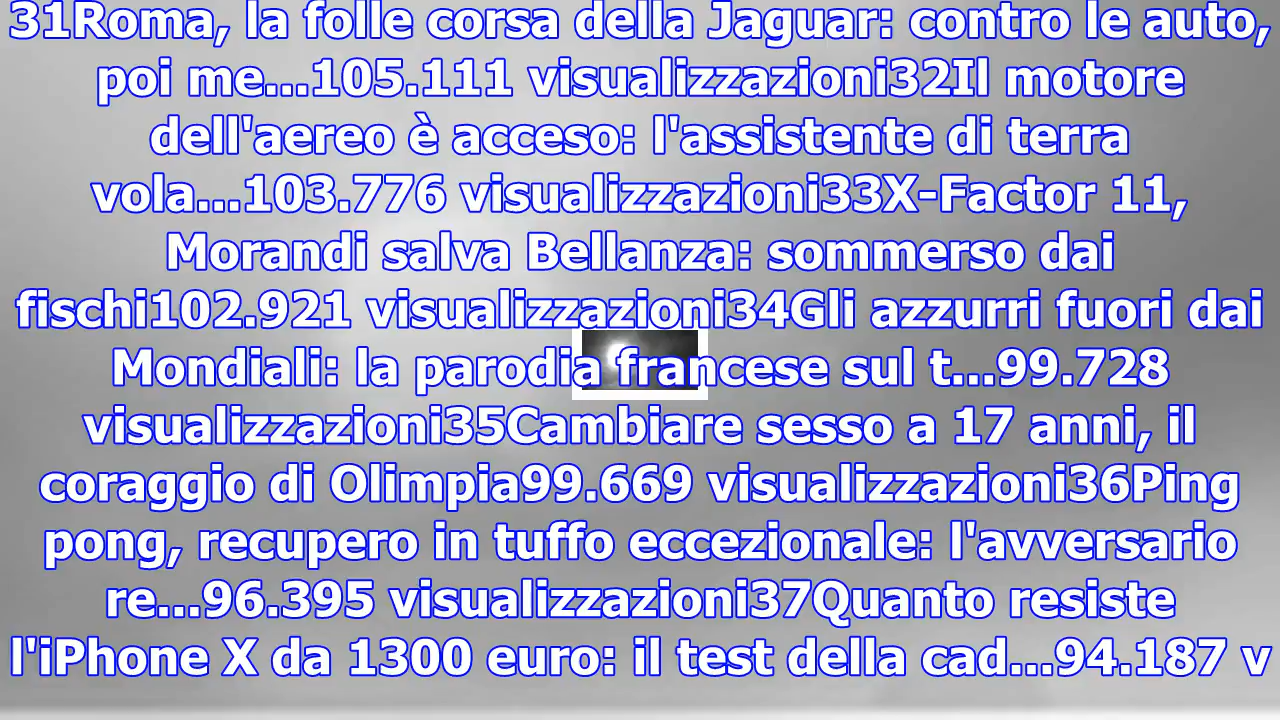 31Roma, la folle corsa della Jaguar: contro le auto,
poi me...105.111 visualizzazioni32Il motore
dell'aereo è acceso: l'assistente di terra
vola...103.776 visualizzazioni33X-Factor 11,
Morandi salva Bellanza: sommerso dai
fischi102.921 visualizzazioni34Gli azzurri fuori dai
Mondiali: la parodia francese sul t...99.728
visualizzazioni35Cambiare sesso a 17 anni, il
coraggio di Olimpia99.669 visualizzazioni36Ping
pong, recupero in tuffo eccezionale: l'avversario
re...96.395 visualizzazioni37Quanto resiste
l'iPhone X da 1300 euro: il test della cad...94.187 v